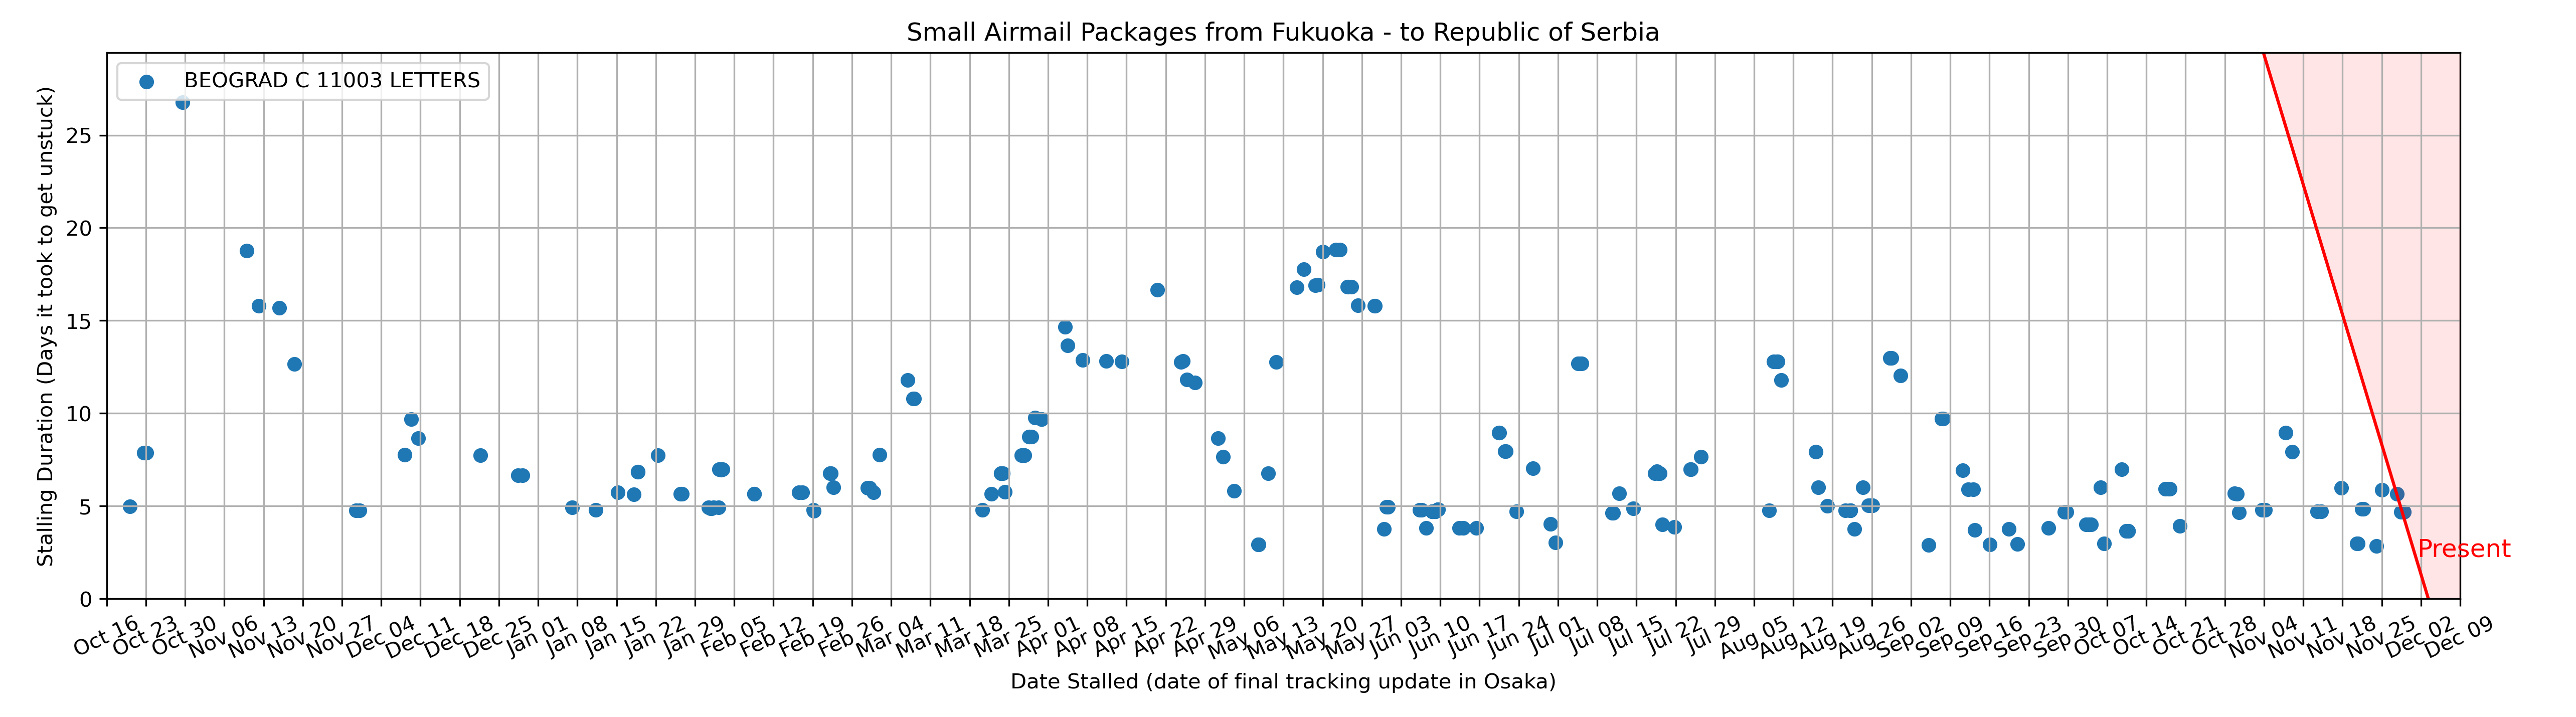 Small Airmail Packages from Fukuoka - to Republic of Serbia
BEOGRAD C 11003 LETTERS
Stalling Duration (Days it took to get unstuck)
25
20
15
10
5
0
Present
Oct 16 Oct 23 Oct 30 Nov 06 Nov 13 Nov 20 Nov 27 Dec 04 Dec 11 Dec 18 Dec 25 Jan 01 Jan 08 Jan 15 Jan 22 Jan 29 Feb 05 Feb 12 Feb 19 Feb 26 Mar 04 Mar 11 Mar 18 Mar 25 Apr 01 Apr 08 Apr 15 Apr 22 Apr 29 May 06 May 13 May 20 May 27 Jun 03 Jun 10 Jun 17 Jun 24 Jul 01 Jul 08 Jul 15 Jul 22 Jul 29 Aug 05 Aug 12 Aug 19 Aug 26 Sep 02 Sep 09 Sep 16 Sep 23 Sep 30 Oct 07 Oct 14 Oct 21 Oct 28 Nov 04 Nov 11 Nov 18 Nov 25 Dec 02 Dec 09
Date Stalled (date of final tracking update in Osaka)